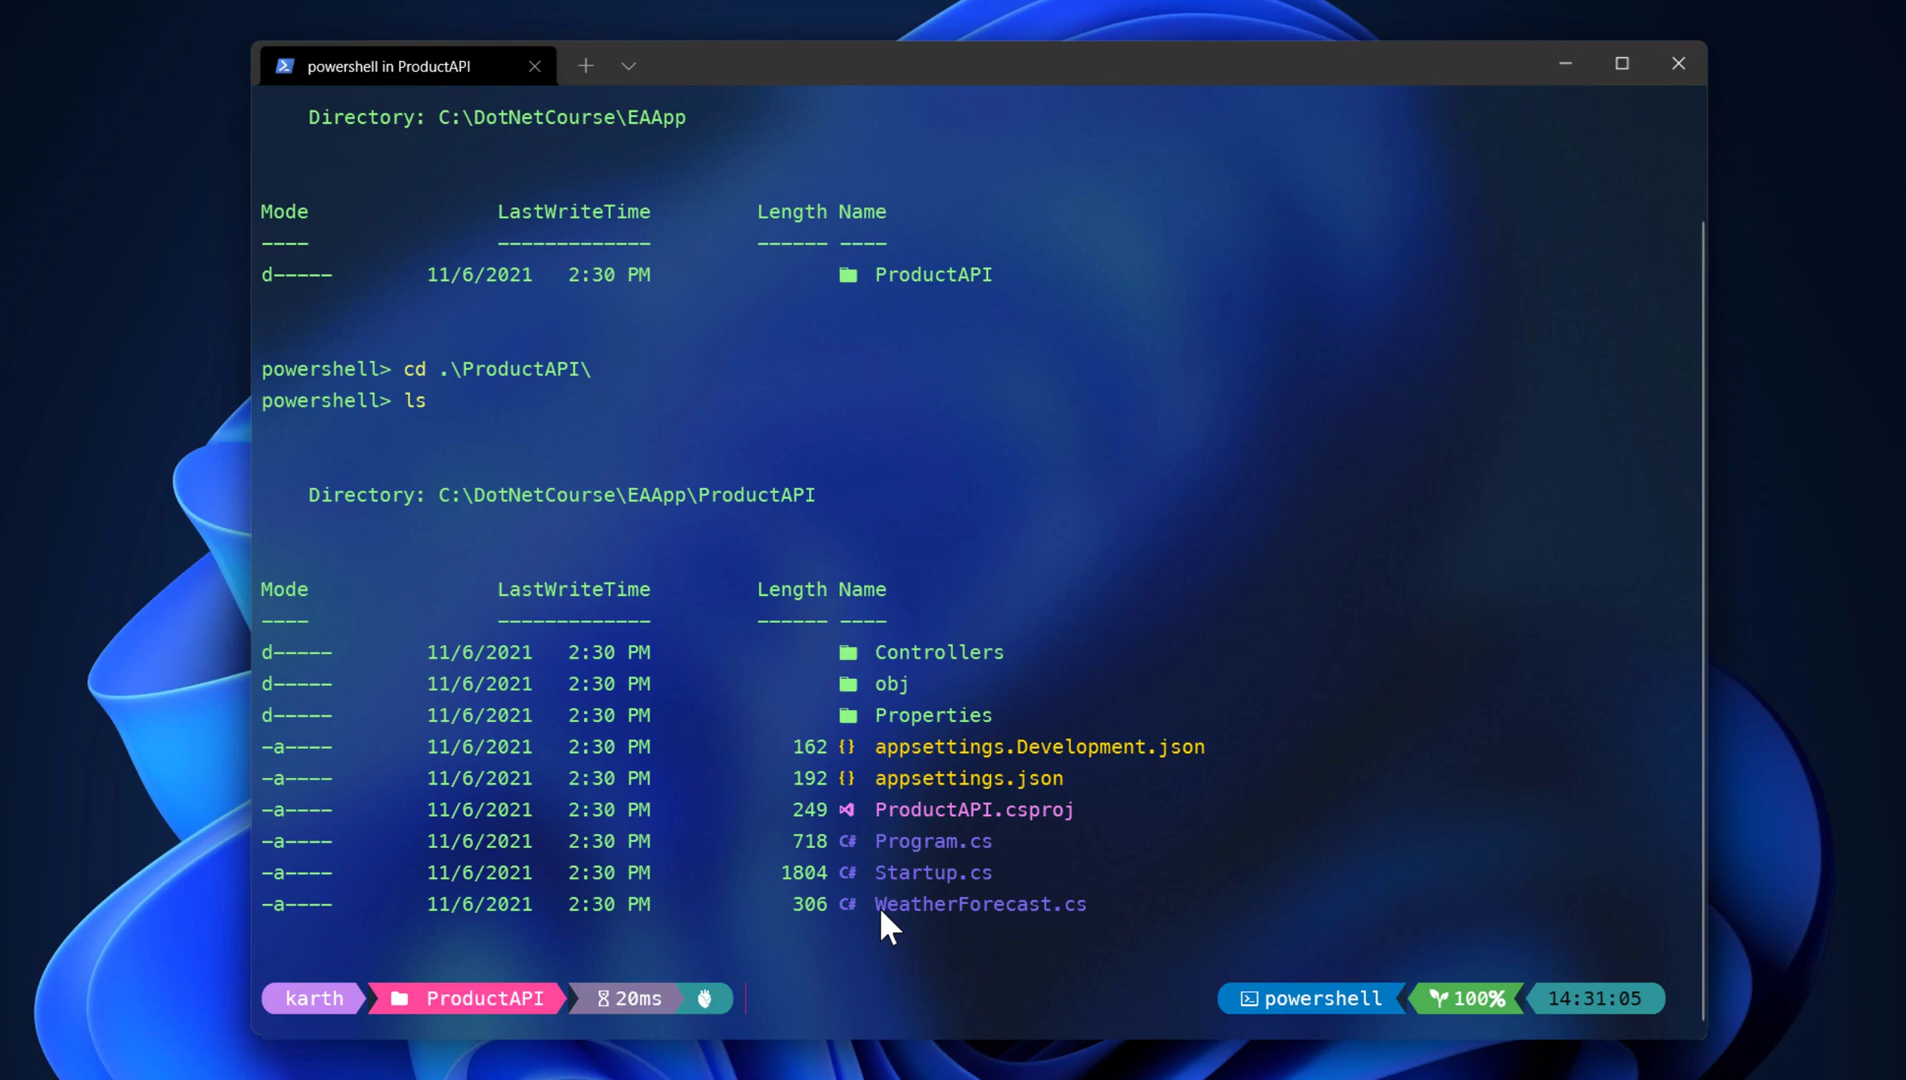 powershell in ProductAPI
Directory: C:\DotNetCourse\EAApp
Mode LastWriteTime Length Name
---- ------------- ------ ----
d----- 11/6/2021 2:30 PM ProductAPI
powershell> cd .\ProductAPI\
powershell> ls
Directory: C:\DotNetCourse\EAApp\ProductAPI
Mode LastWriteTime Length Name
---- ------------- ------ ----
d----- 11/6/2021 2:30 PM Controllers
d----- 11/6/2021 2:30 PM obj
d----- 11/6/2021 2:30 PM Properties
-a---- 11/6/2021 2:30 PM 162 {} appsettings.Development.json
-a---- 11/6/2021 2:30 PM 192 {} appsettings.json
-a---- 11/6/2021 2:30 PM 249 ProductAPI.csproj
-a---- 11/6/2021 2:30 PM 718 C# Program.cs
-a---- 11/6/2021 2:30 PM 1804 C# Startup.cs
-a---- 11/6/2021 2:30 PM 306 C# WeatherForecast.cs
karth ProductAPI 20ms powershell 100% 14:31:05